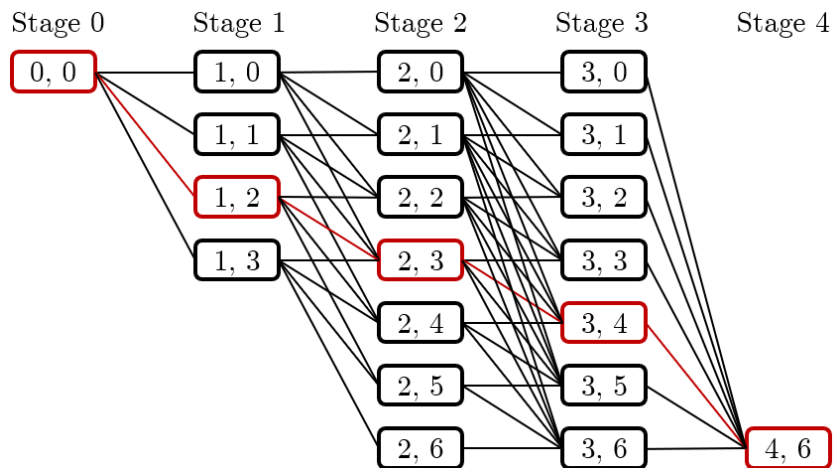 Stage 0 Stage 1 Stage 2 Stage 3 Stage 4
0, 0 1, 0 2, 0 3, 0
1, 1 2, 1 3, 1
1, 2 2, 2 3, 2
1, 3 2, 3 3, 3
2, 4 3, 4
2, 5 3, 5
2, 6 3, 6 4, 6